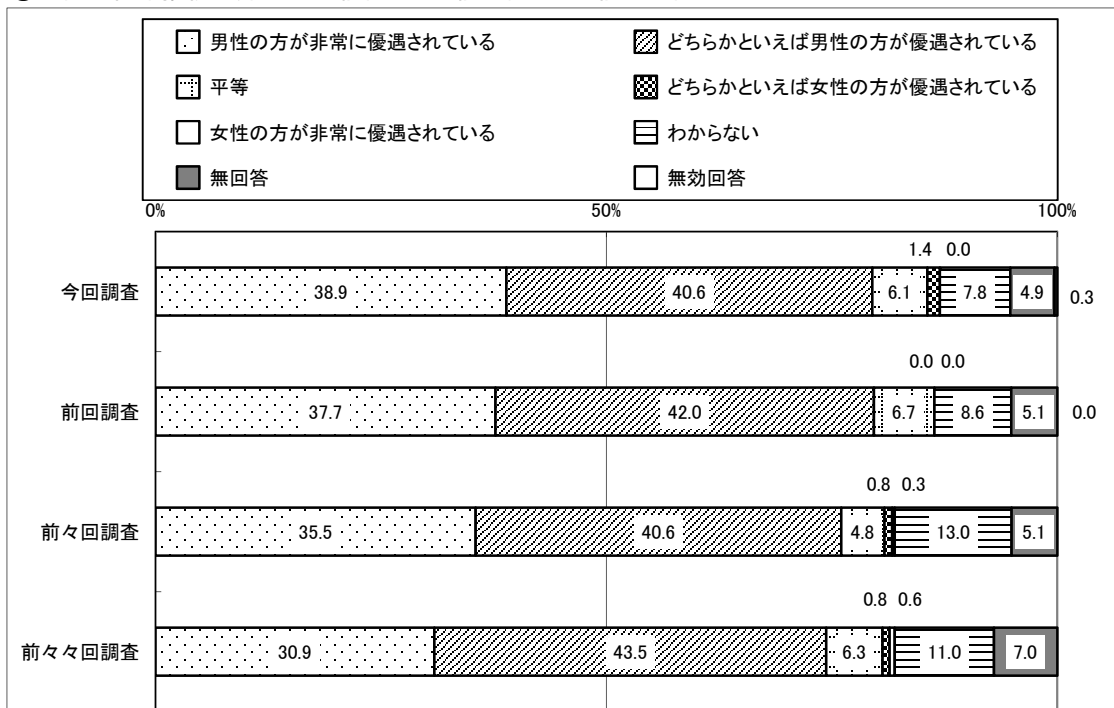 男性の方が非常に優遇されている どちらかといえば男性の方が優遇されている
平等 どちらかといえば女性の方が優遇されている
女性の方が非常に優遇されている わからない
無回答 無効回答
0% 50% 100%
1.4 0.0
今回調査 38.9 40.6 6.1 7.8 4.9 0.3
0.0 0.0
前回調査 37.7 42.0 6.7 8.6 5.1 0.0
0.8 0.3
前々回調査 35.5 40.6 4.8 13.0 5.1
0.8 0.6
前々々回調査 30.9 43.5 6.3 11.0 7.0